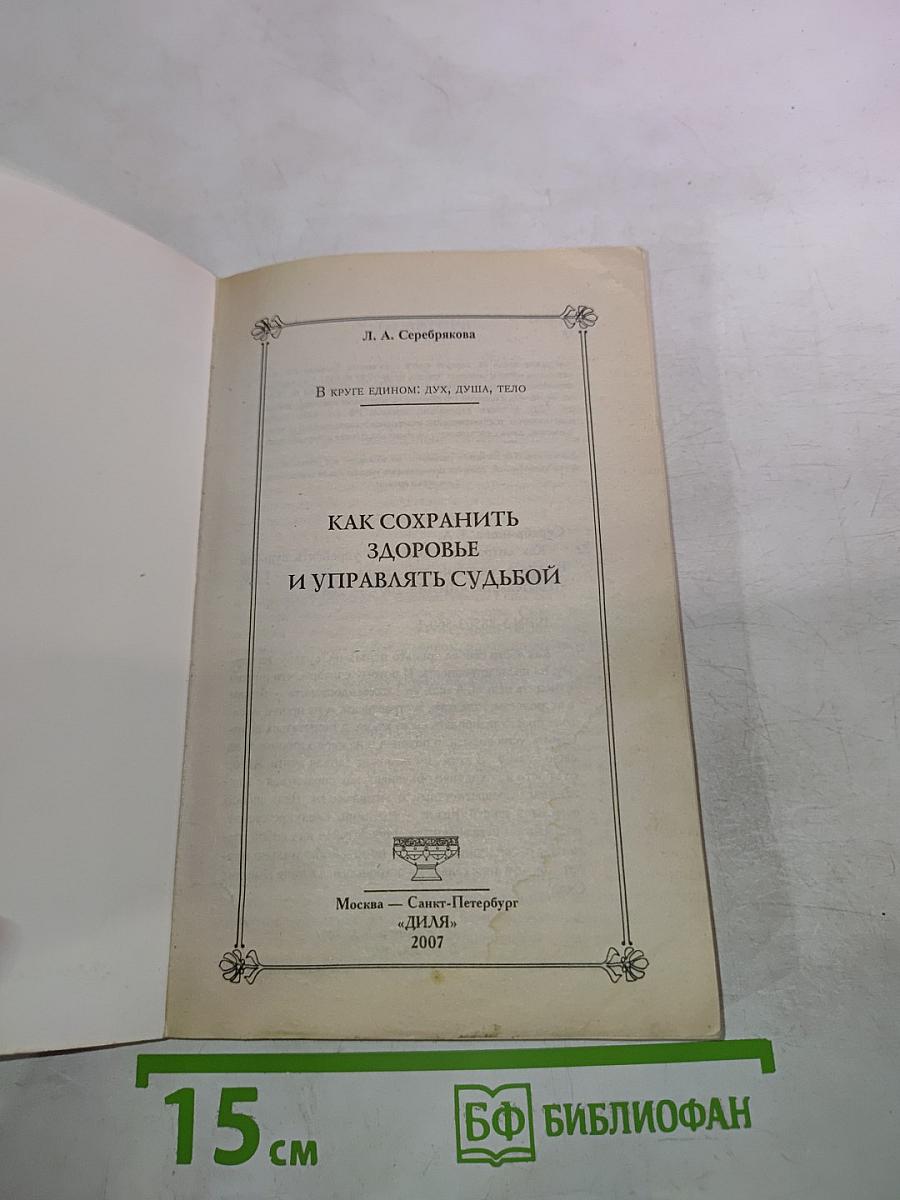 Л. А. Серебрякова
В КРУГЕ ЕДИНОМ: ДУХ, ДУША, ТЕЛО
КАК СОХРАНИТЬ
ЗДОРОВЬЕ
И УПРАВЛЯТЬ СУДЬБОЙ
Москва — Санкт-Петербург
«ДИЛЯ»
2007
15 см
БФ БИБЛИОФАН